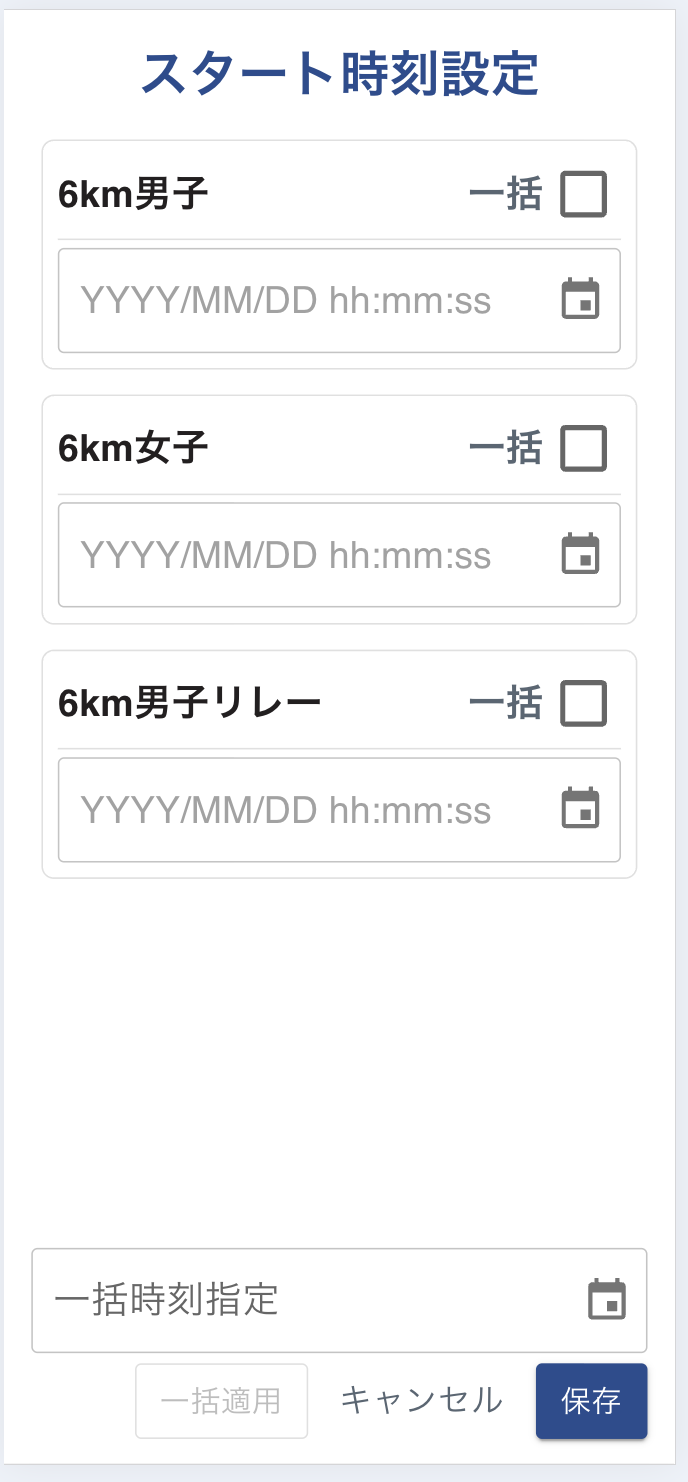 スタート時刻設定
6km男子 一括
YYYY/MM/DD hh:mm:ss
6km女子 一括
YYYY/MM/DD hh:mm:ss
6km男子リレー 一括
YYYY/MM/DD hh:mm:ss
一括時刻指定
一括適用 キャンセル 保存